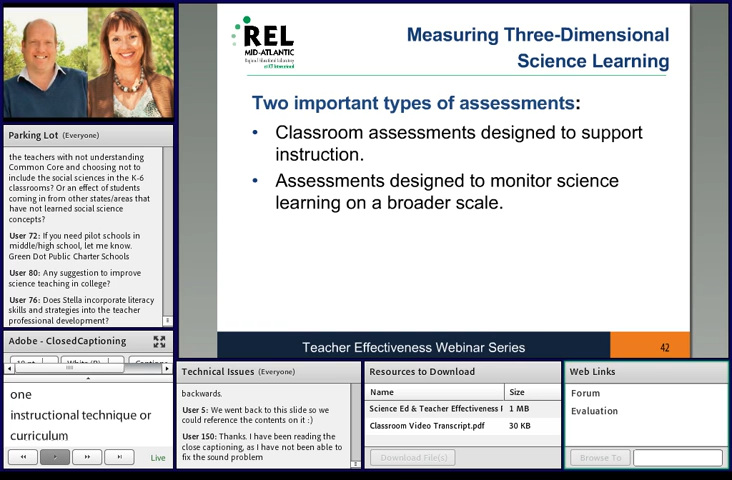 REL
MID-ATLANTIC
Regional Educational Laboratory
At ICF International
Measuring Three-Dimensional
Science Learning
Two important types of assessments:
• Classroom assessments designed to support
instruction.
• Assessments designed to monitor science
learning on a broader scale.
Teacher Effectiveness Webinar Series
42
Parking Lot (Everyone)
the teachers with not understanding
Common Core and choosing not to
include the social sciences in the K-6
classrooms? Or an effect of students
coming in from other states/areas that
have not learned social science
concepts?
User 72: If you need pilot schools in
middle/high school, let me know.
Green Dot Public Charter Schools
User 80: Any suggestion to improve
science teaching in college?
User 76: Does Stella incorporate literacy
skills and strategies into the teacher
professional development?
Adobe - ClosedCaptioning
one
instructional technique or
curriculum
Live
Technical Issues (Everyone)
backwards.
User 5: We went back to this slide so we
could reference the contents on it :)
User 150: Thanks. I have been reading the
close captioning, as I have not been able to
fix the sound problem
Resources to Download
Name Size
Science Ed & Teacher Effectiveness 1 MB
Classroom Video Transcript.pdf 30 KB
Download File(s)
Web Links
Forum
Evaluation
Browse To